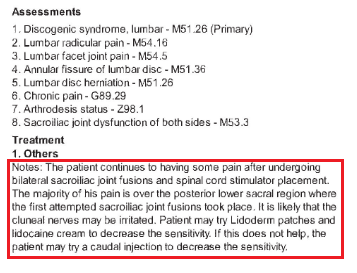 Assessments
1. Discogenic syndrome, lumbar - M51.26 (Primary)
2. Lumbar radicular pain - M54.16
3. Lumbar facet joint pain - M54.5
4. Annular fissure of lumbar disc - M51.36
5. Lumbar disc herniation - M51.26
6. Chronic pain - G89.29
7. Arthrodesis status - Z98.1
8. Sacroiliac joint dysfunction of both sides - M53.3
Treatment
1. Others
Notes: The patient continues to having some pain after undergoing
bilateral sacroiliac joint fusions and spinal cord stimulator placement.
The majority of his pain is over the posterior lower sacral region where
the first attempted sacroiliac joint fusions took place. It is likely that the
cluneal nerves may be irritated. Patient may try Lidoderm patches and
lidocaine cream to decrease the sensitivity. If this does not help, the
patient may try a caudal injection to decrease the sensitivity.